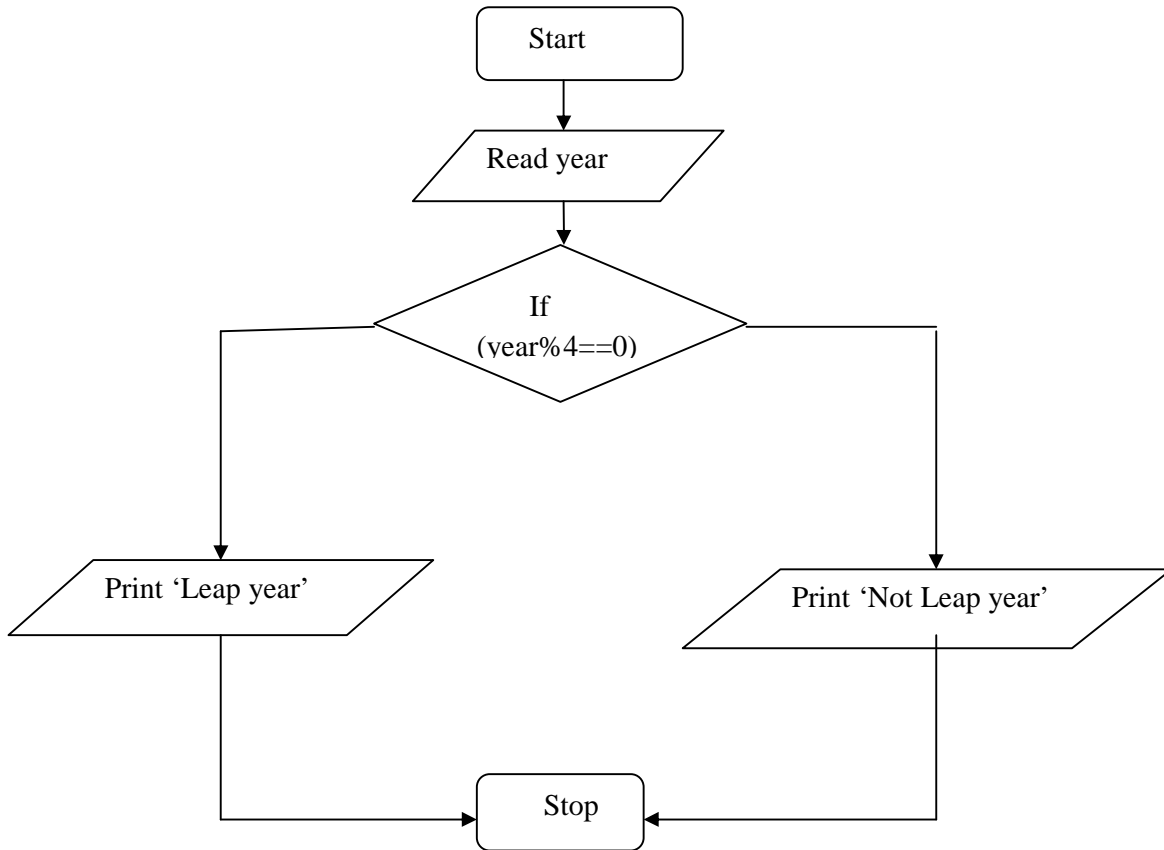 Start
Read year
If
(year%4==0)
Print ‘Leap year’
Print ‘Not Leap year’
Stop